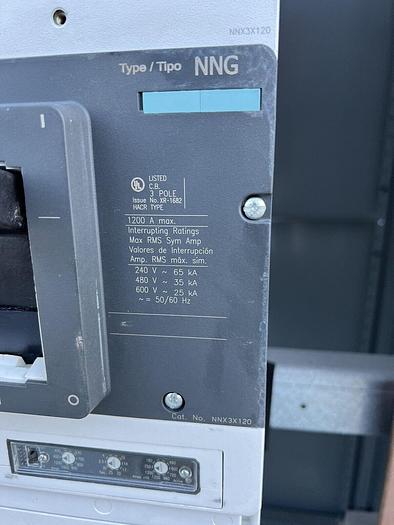 NNX3X120
Type / Tipo NNG
I
UL LISTED
C.B.
3 POLE
Issue No. XR-1682
HACR TYPE
1200 A max.
Interrupting Ratings
Max RMS Sym Amp
Valores de Interrupción
Amp. RMS máx. sim.
240 V ~ 65 kA
480 V ~ 35 kA
600 V ~ 25 kA
~ = 50/60 Hz
O
Cat. No. NNX3X120